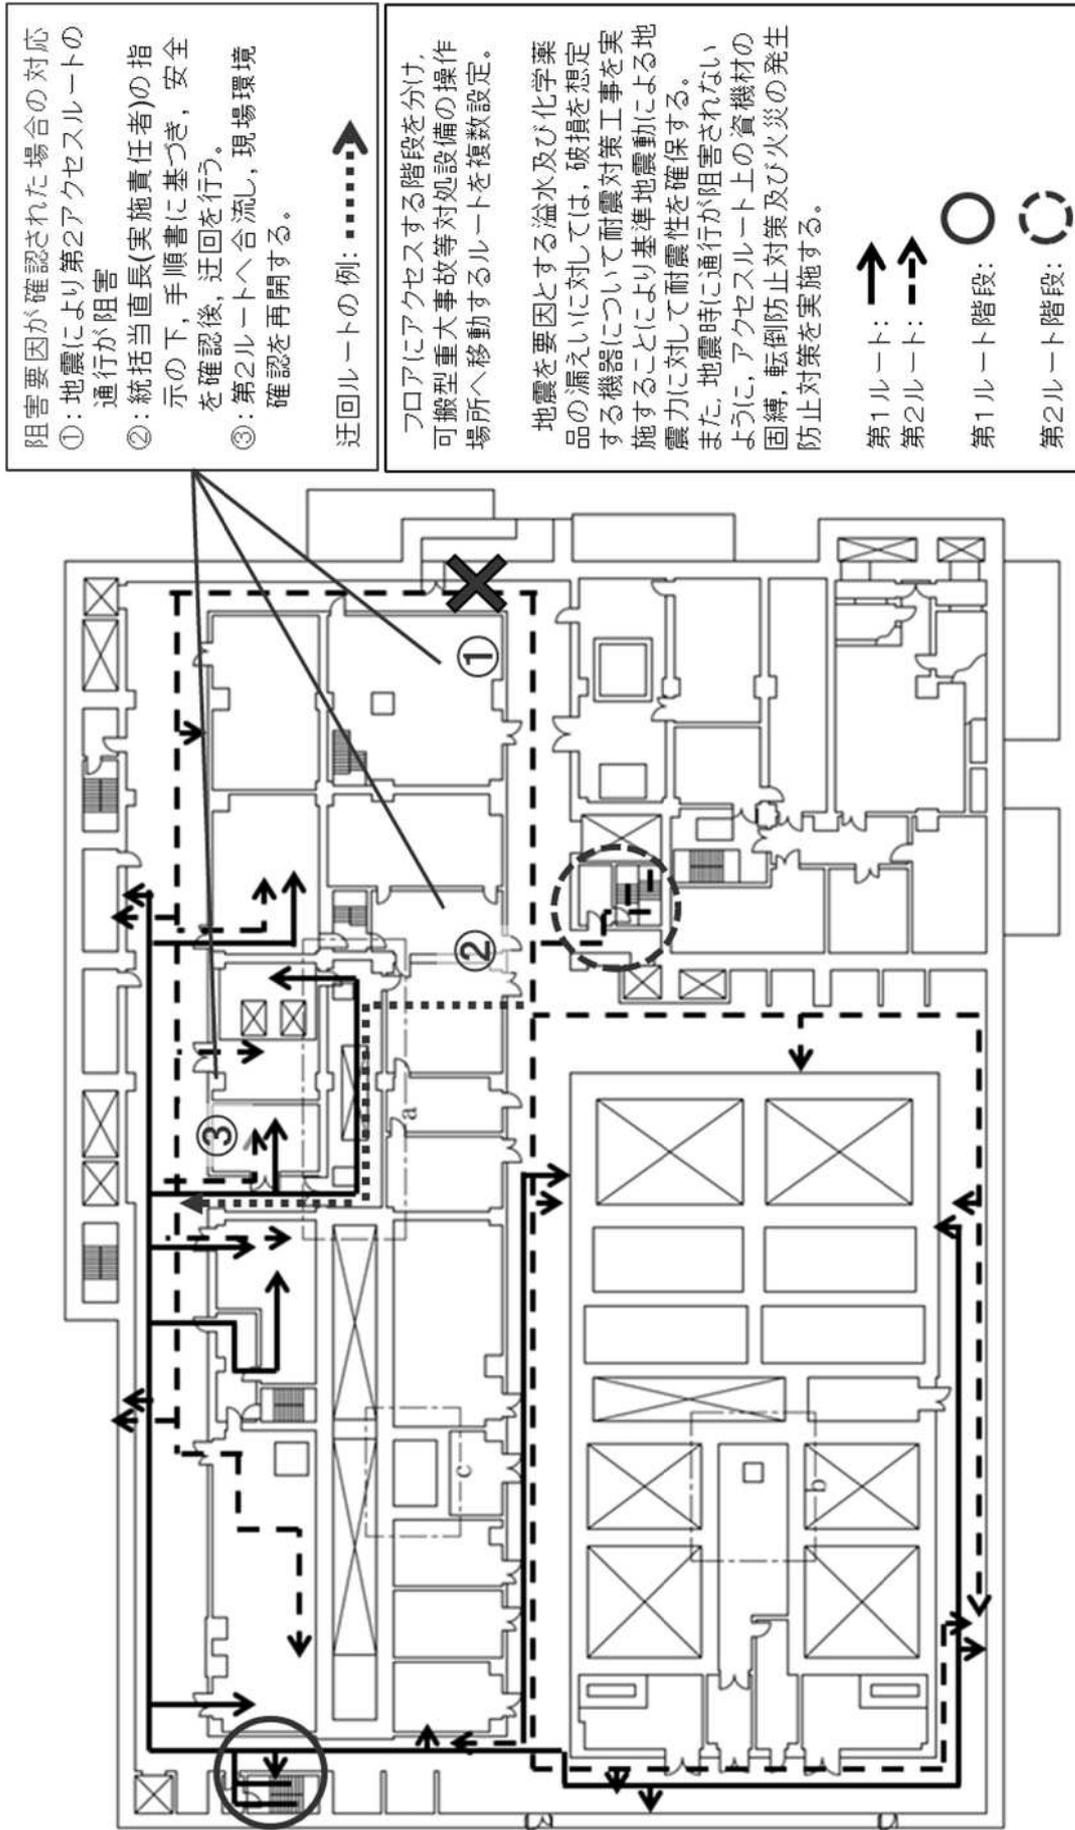 阻害要因が確認された場合の対応
①：地震により第2アクセスルートの
通行が阻害
②：統括当直長(実施責任者)の指
示の下，手順書に基づき，安全
を確認後，迂回を行う。
③：第2ルートへ合流し，現場環境
確認を再開する。
迂回ルートの例：
フロアにアクセスする階段を分け，
可搬型重大事故等対処設備の操作
場所へ移動するルートを複数設定。
地震を要因とする溢水及び化学薬
品の漏えいに対しては，破損を想定
する機器について耐震対策工事を実
施することにより基準地震動による地
震力に対して耐震性を確保する。
また，地震時に通行が阻害されない
ように，アクセスルート上の資機材の
固縛，転倒防止対策及び火災の発生
防止対策を実施する。
第1ルート：
第2ルート：
第1ルート階段：
第2ルート階段：
①
②
③
a
c
b